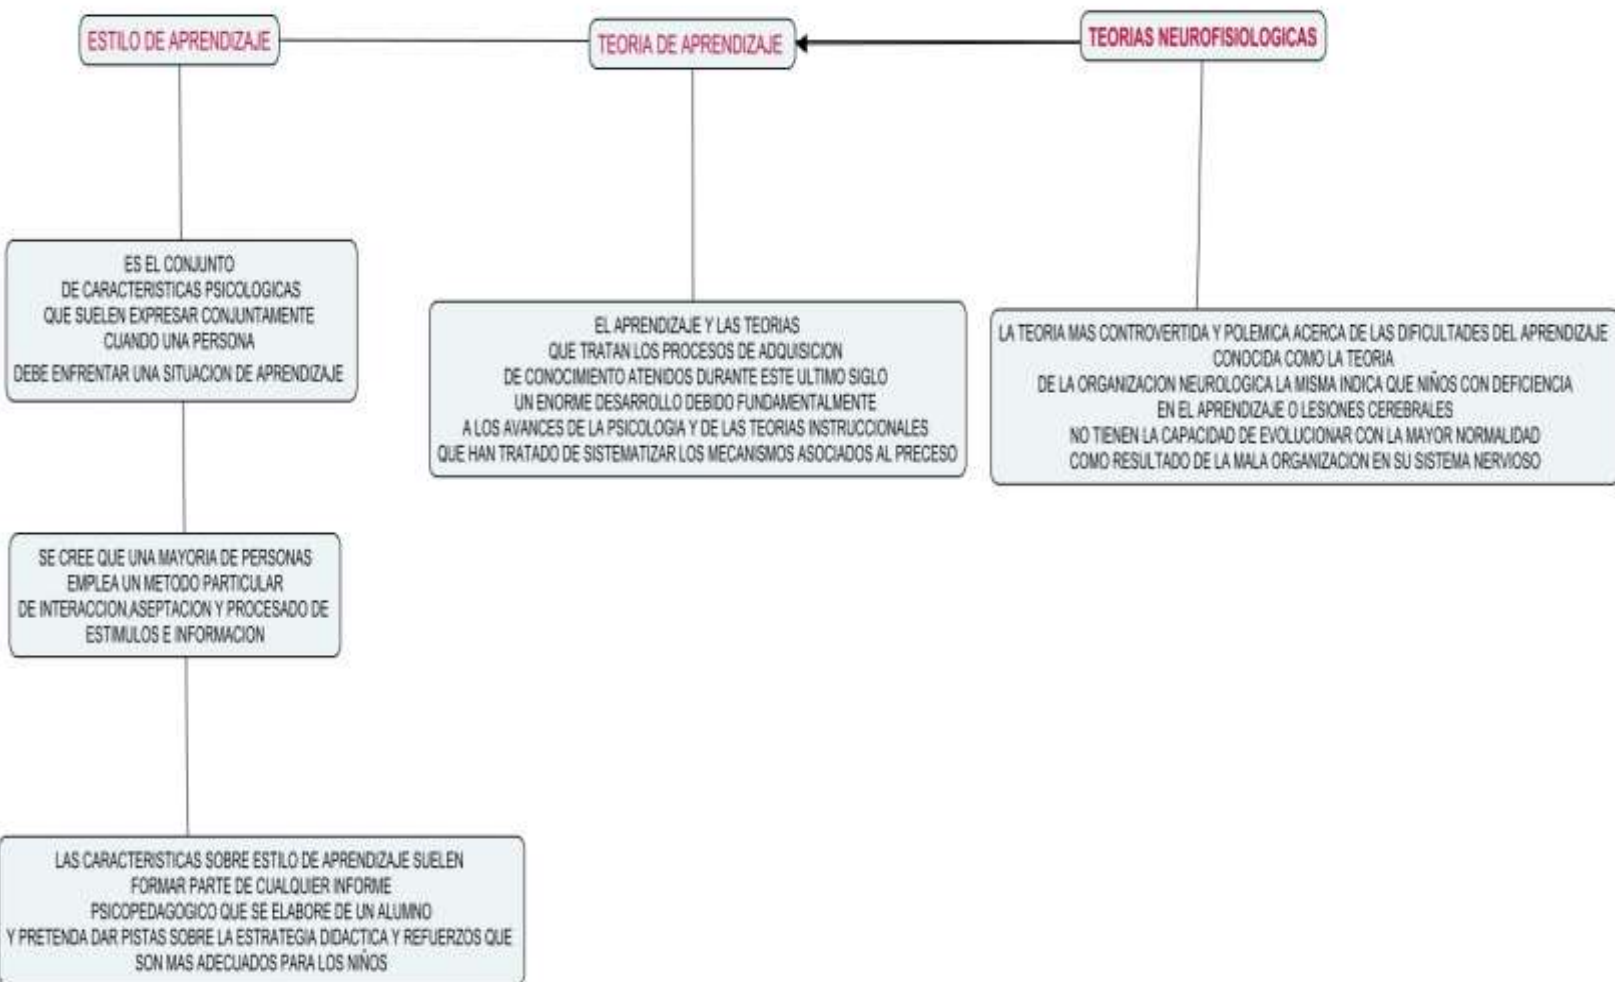 ESTILO DE APRENDIZAJE
TEORIA DE APRENDIZAJE
TEORIAS NEUROFISIOLOGICAS
ES EL CONJUNTO
DE CARACTERISTICAS PSICOLOGICAS
QUE SUELEN EXPRESAR CONJUNTAMENTE
CUANDO UNA PERSONA
DEBE ENFRENTAR UNA SITUACION DE APRENDIZAJE
EL APRENDIZAJE Y LAS TEORIAS
QUE TRATAN LOS PROCESOS DE ADQUISICION
DE CONOCIMIENTO ATENIDOS DURANTE ESTE ULTIMO SIGLO
UN ENORME DESARROLLO DEBIDO FUNDAMENTALMENTE
A LOS AVANCES DE LA PSICOLOGIA Y DE LAS TEORIAS INSTRUCCIONALES
QUE HAN TRATADO DE SISTEMATIZAR LOS MECANISMOS ASOCIADOS AL PRECESO
LA TEORIA MAS CONTROVERTIDA Y POLEMICA ACERCA DE LAS DIFICULTADES DEL APRENDIZAJE
CONOCIDA COMO LA TEORIA
DE LA ORGANIZACION NEUROLOGICA LA MISMA INDICA QUE NIÑOS CON DEFICIENCIA
EN EL APRENDIZAJE O LESIONES CEREBRALES
NO TIENEN LA CAPACIDAD DE EVOLUCIONAR CON LA MAYOR NORMALIDAD
COMO RESULTADO DE LA MALA ORGANIZACION EN SU SISTEMA NERVIOSO
SE CREE QUE UNA MAYORIA DE PERSONAS
EMPLEA UN METODO PARTICULAR
DE INTERACCION,ASEPTACION Y PROCESADO DE
ESTIMULOS E INFORMACION
LAS CARACTERISTICAS SOBRE ESTILO DE APRENDIZAJE SUELEN
FORMAR PARTE DE CUALQUIER INFORME
PSICOPEDAGOGICO QUE SE ELABORE DE UN ALUMNO
Y PRETENDA DAR PISTAS SOBRE LA ESTRATEGIA DIDACTICA Y REFUERZOS QUE
SON MAS ADECUADOS PARA LOS NIÑOS